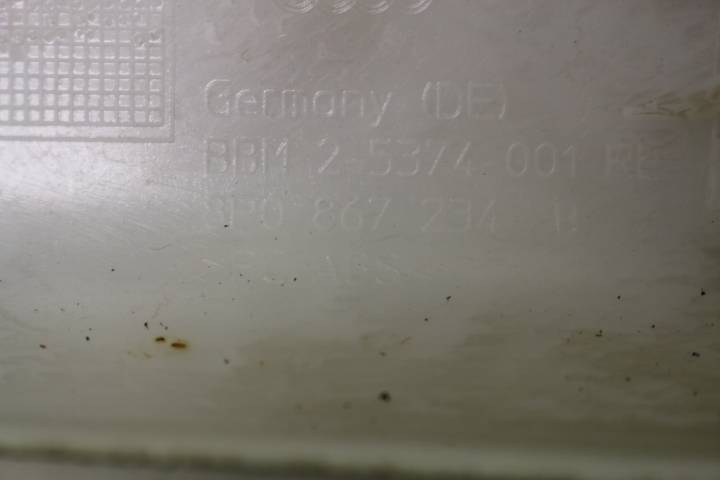 Germany (DE)
BBM 2-5374-001 RE
8P0 867 234 B